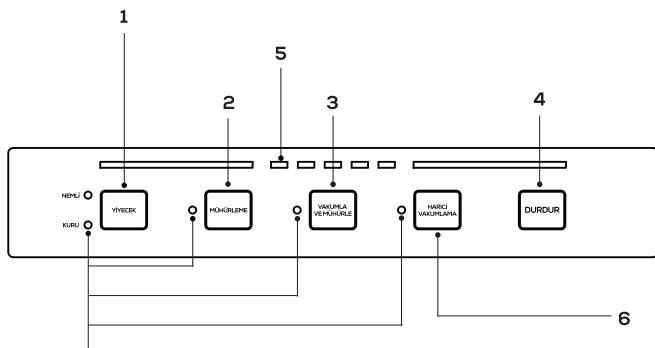 1
5
2
3
4
NEMLİ
YİYECEK
MÜHÜRLEME
VAKUMLA
VE MÜHÜRLE
HARİCİ
VAKUMLAMA
DURDUR
KURU
6